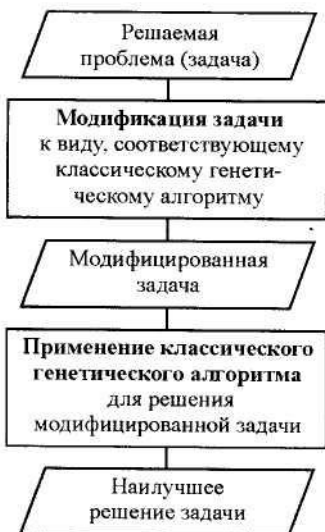 Решаемая
проблема (задача)
Модификация задачи
к виду, соответствующему
классическому генети-
ческому алгоритму
Модифицированная
задача
Применение классического
генетического алгоритма
для решения
модифицированной задачи
Наилучшее
решение задачи